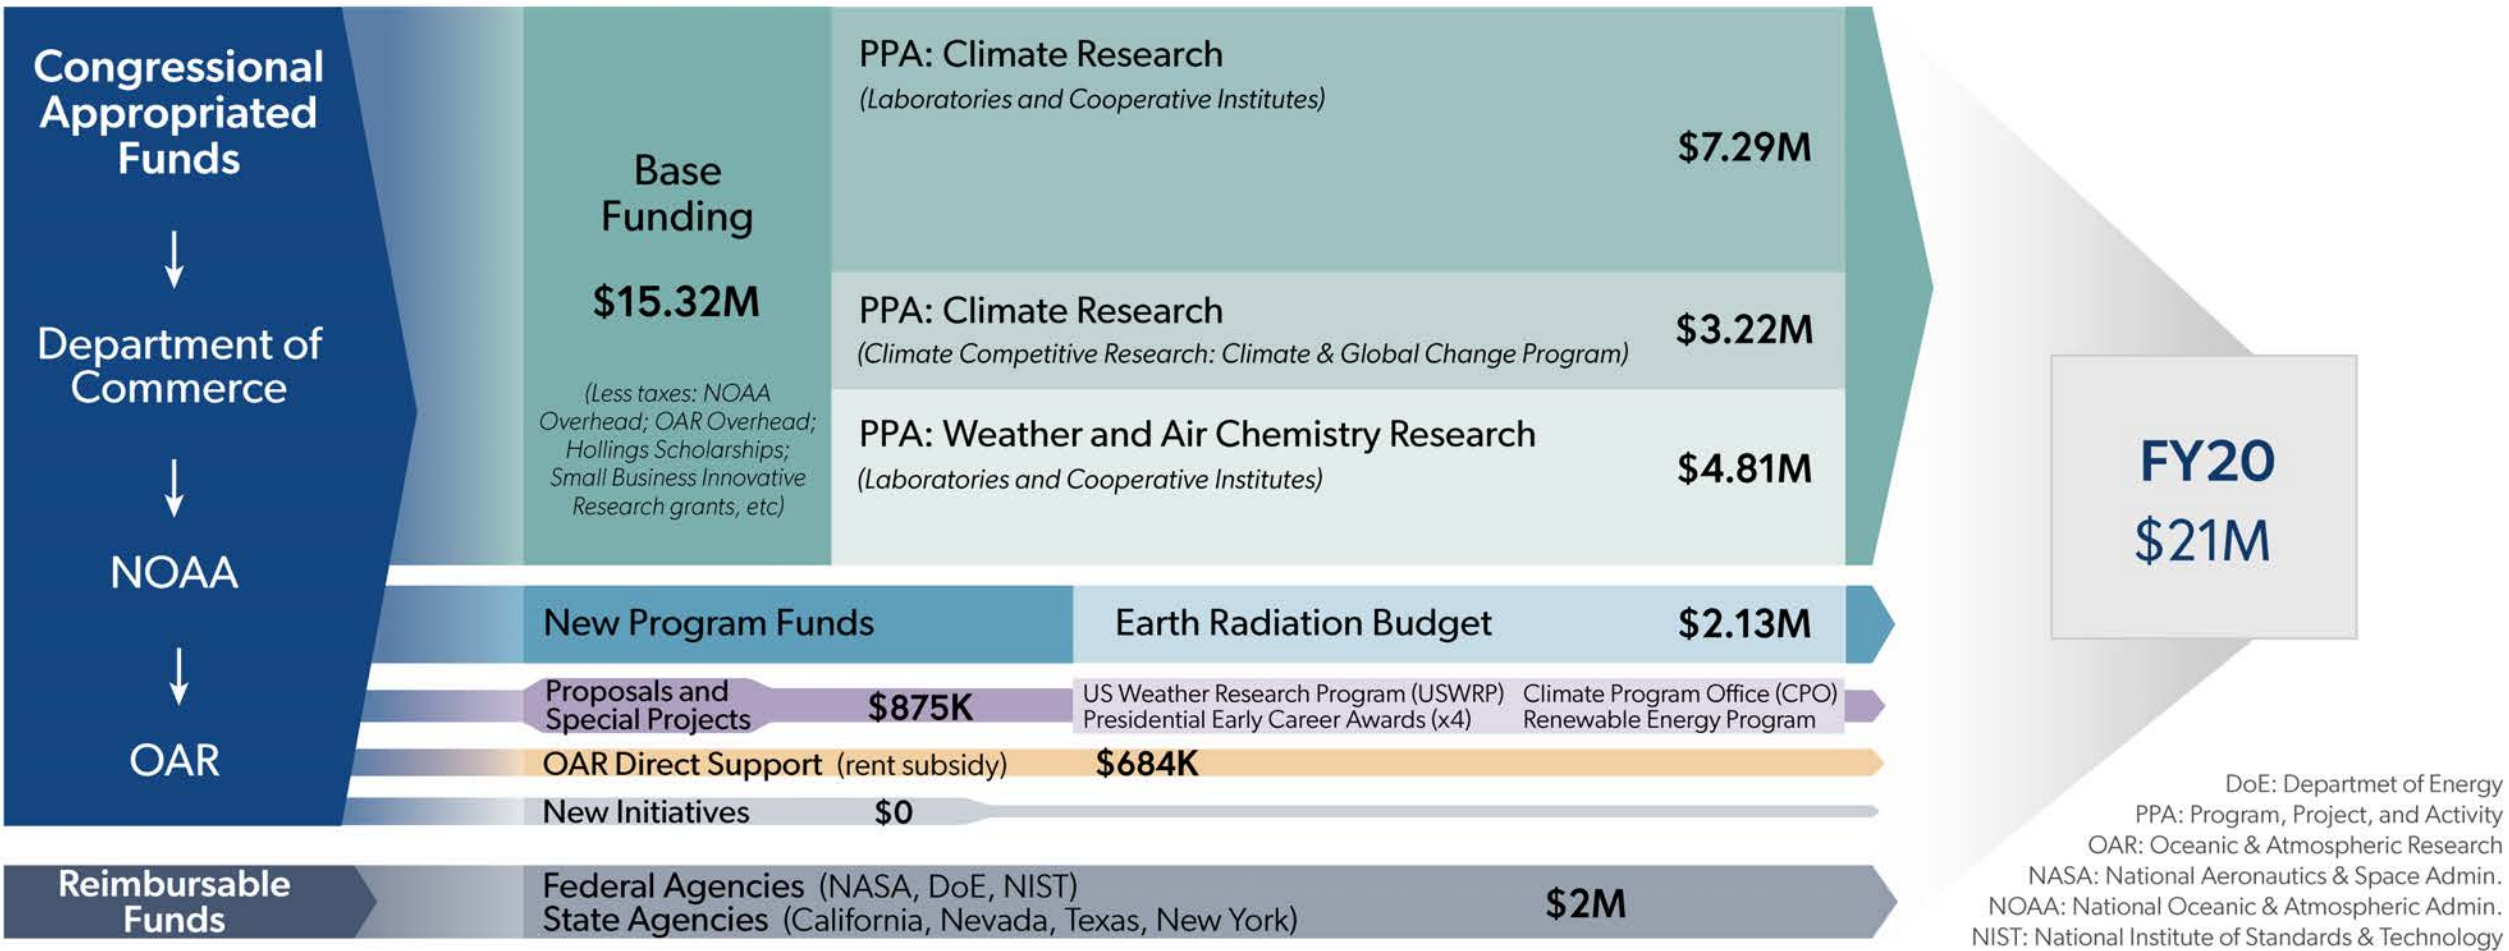 Congressional
Appropriated
Funds
Department of
Commerce
NOAA
OAR
Base
Funding
$15.32M
(Less taxes: NOAA
Overhead; OAR Overhead;
Hollings Scholarships;
Small Business Innovative
Research grants, etc)
PPA: Climate Research
(Laboratories and Cooperative Institutes)
$7.29M
PPA: Climate Research
(Climate Competitive Research: Climate & Global Change Program)
$3.22M
PPA: Weather and Air Chemistry Research
(Laboratories and Cooperative Institutes)
$4.81M
New Program Funds
Earth Radiation Budget
$2.13M
Proposals and
Special Projects
$875K
US Weather Research Program (USWRP)
Presidential Early Career Awards (x4)
Climate Program Office (CPO)
Renewable Energy Program
OAR Direct Support (rent subsidy)
$684K
New Initiatives
$0
Reimbursable
Funds
Federal Agencies (NASA, DoE, NIST)
State Agencies (California, Nevada, Texas, New York)
$2M
FY20
$21M
DoE: Departmet of Energy
PPA: Program, Project, and Activity
OAR: Oceanic & Atmospheric Research
NASA: National Aeronautics & Space Admin.
NOAA: National Oceanic & Atmospheric Admin.
NIST: National Institute of Standards & Technology